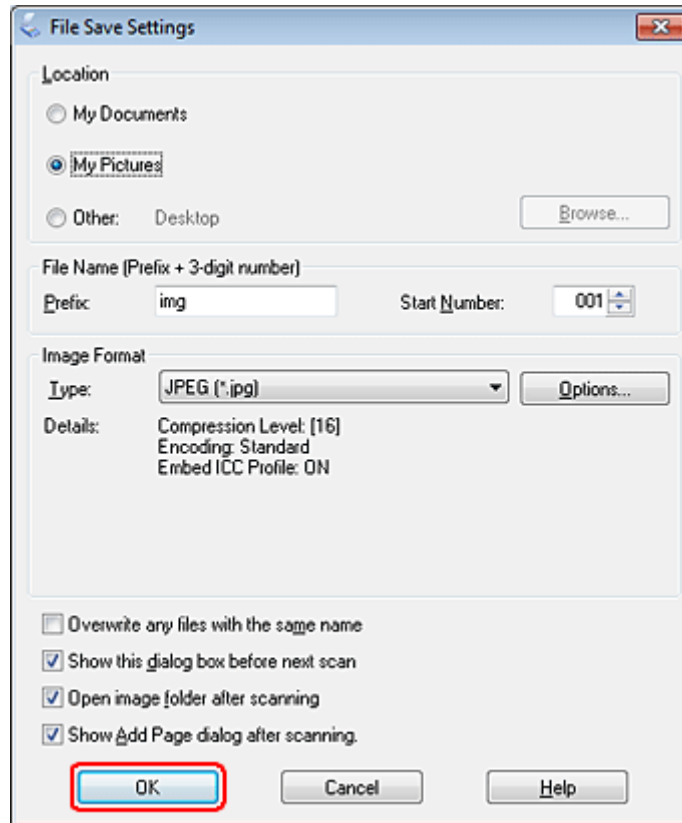 File Save Settings
Location
My Documents
My Pictures
Other: Desktop Browse...
File Name (Prefix + 3-digit number)
Prefix: img Start Number: 001
Image Format
Type: JPEG (*.jpg) Options...
Details: Compression Level: [16]
Encoding: Standard
Embed ICC Profile: ON
Overwrite any files with the same name
Show this dialog box before next scan
Open image folder after scanning
Show Add Page dialog after scanning.
OK Cancel Help